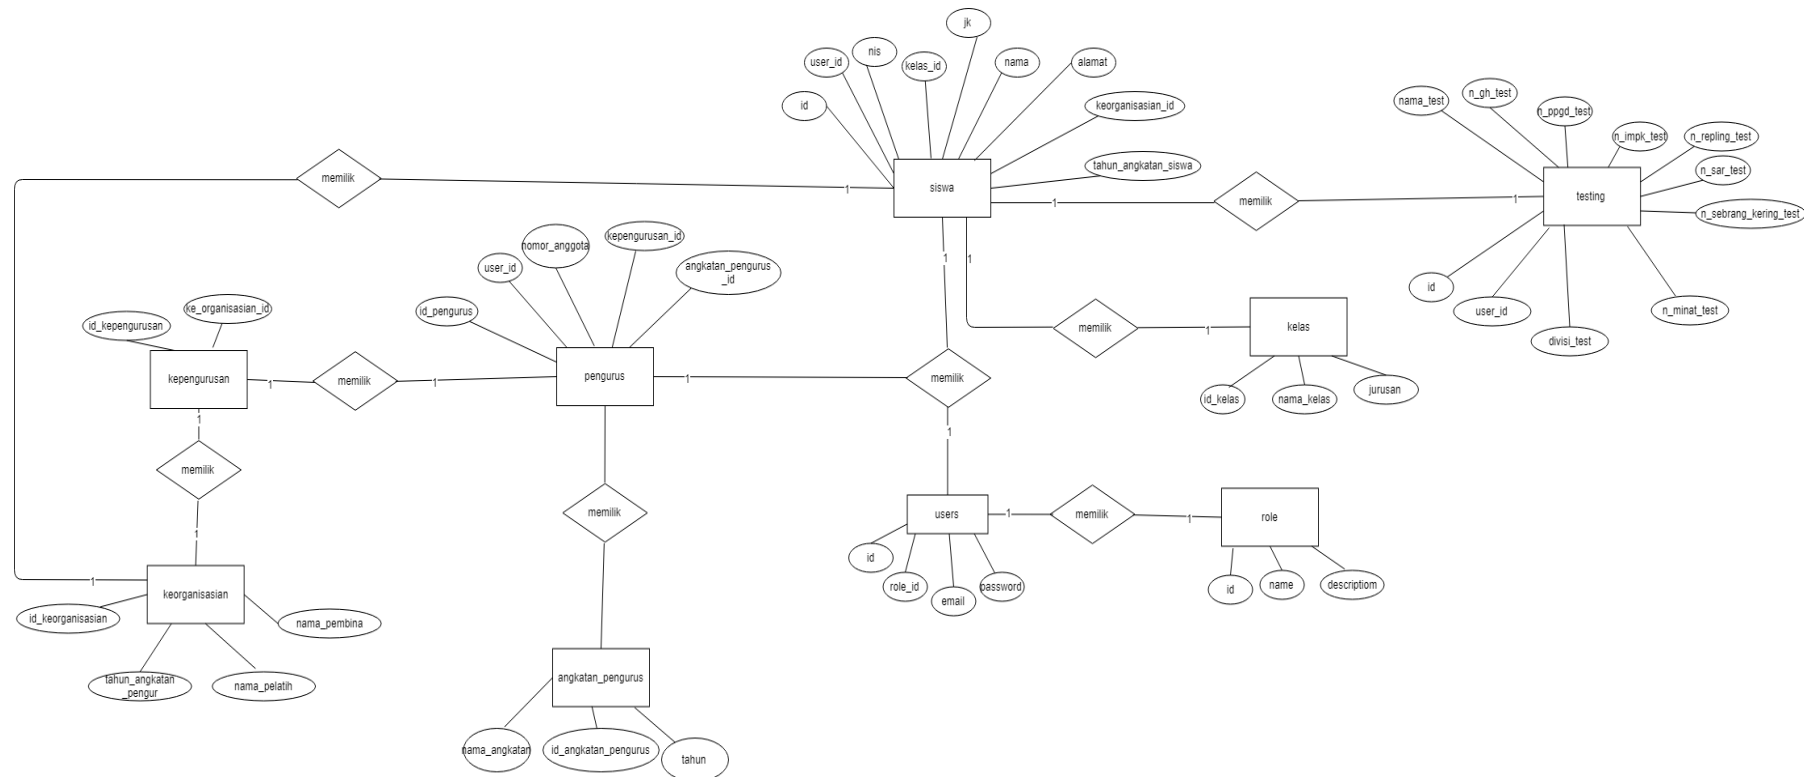 jk
nis
user_id
kelas_id
nama
alamat
id
keorganisasian_id
tahun_angkatan_siswa
memilik
1
siswa
1
memilik
1
testing
nama_test
n_gh_test
n_ppgd_test
n_impk_test
n_repling_test
n_sar_test
n_sebrang_kering_test
id
user_id
divisi_test
n_minat_test
nomor_anggota
kepengurusan_id
user_id
angkatan_pengurus
_id
id_pengurus
1
1
ke_organisasian_id
id_kepengurusan
memilik
1
kelas
id_kelas
nama_kelas
jurusan
kepengurusan
1
memilik
1
pengurus
1
memilik
1
1
memilik
1
memilik
users
1
memilik
1
role
id
role_id
email
password
id
name
descriptiom
1
keorganisasian
id_keorganisasian
nama_pembina
tahun_angkatan
_pengur
nama_pelatih
angkatan_pengurus
nama_angkatan
id_angkatan_pengurus
tahun